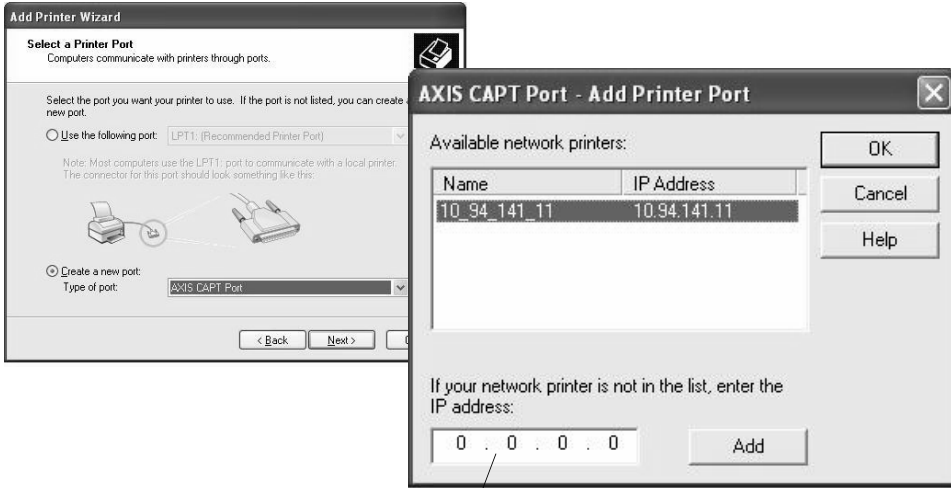 Add Printer Wizard
Select a Printer Port
Computers communicate with printers through ports.
Select the port you want your printer to use. If the port is not listed, you can create
new port.
Use the following port:
LPT1: (Recommended Printer Port)
Note: Most computers use the LPT1: port to communicate with a local printer.
The connector for this port should look something like this:
Create a new port:
Type of port:
AXIS CAPT Port
< Back
Next >
AXIS CAPT Port - Add Printer Port
Available network printers:
Name
IP Address
10_94_141_11
10.94.141.11
OK
Cancel
Help
If your network printer is not in the list, enter the
IP address:
0 . 0 . 0 . 0
Add